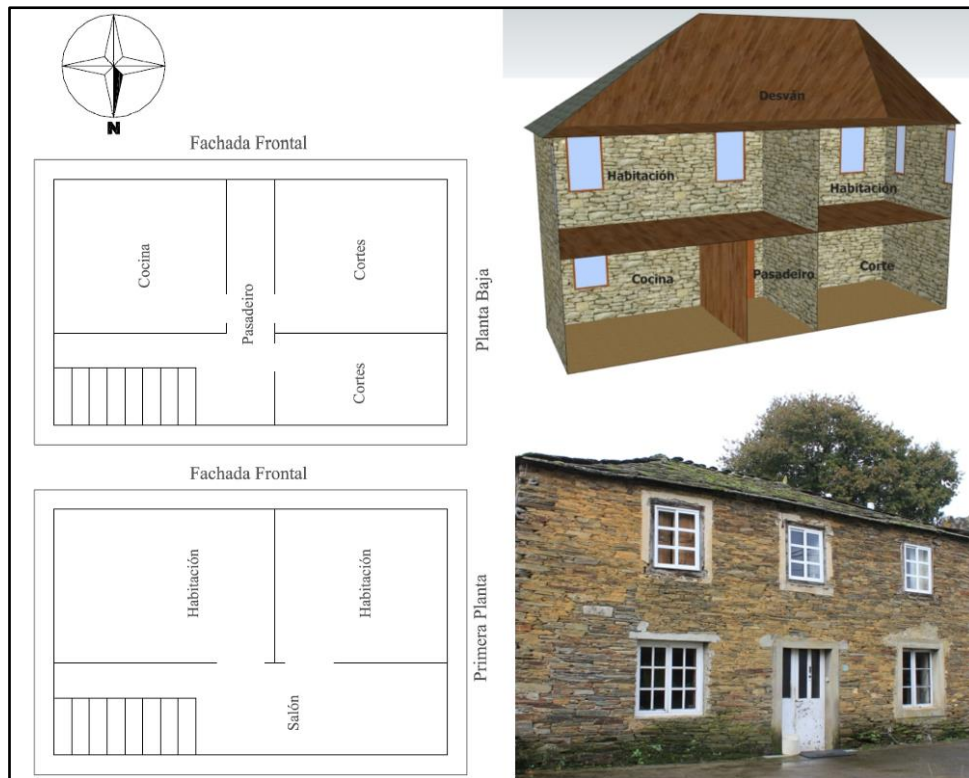 N
Fachada Frontal
Cocina
Pasadeiro
Cortes
Cortes
Planta Baja
Fachada Frontal
Habitación
Habitación
Salón
Primera Planta
Desván
Habitación
Habitación
Cocina
Pasadeiro
Corte